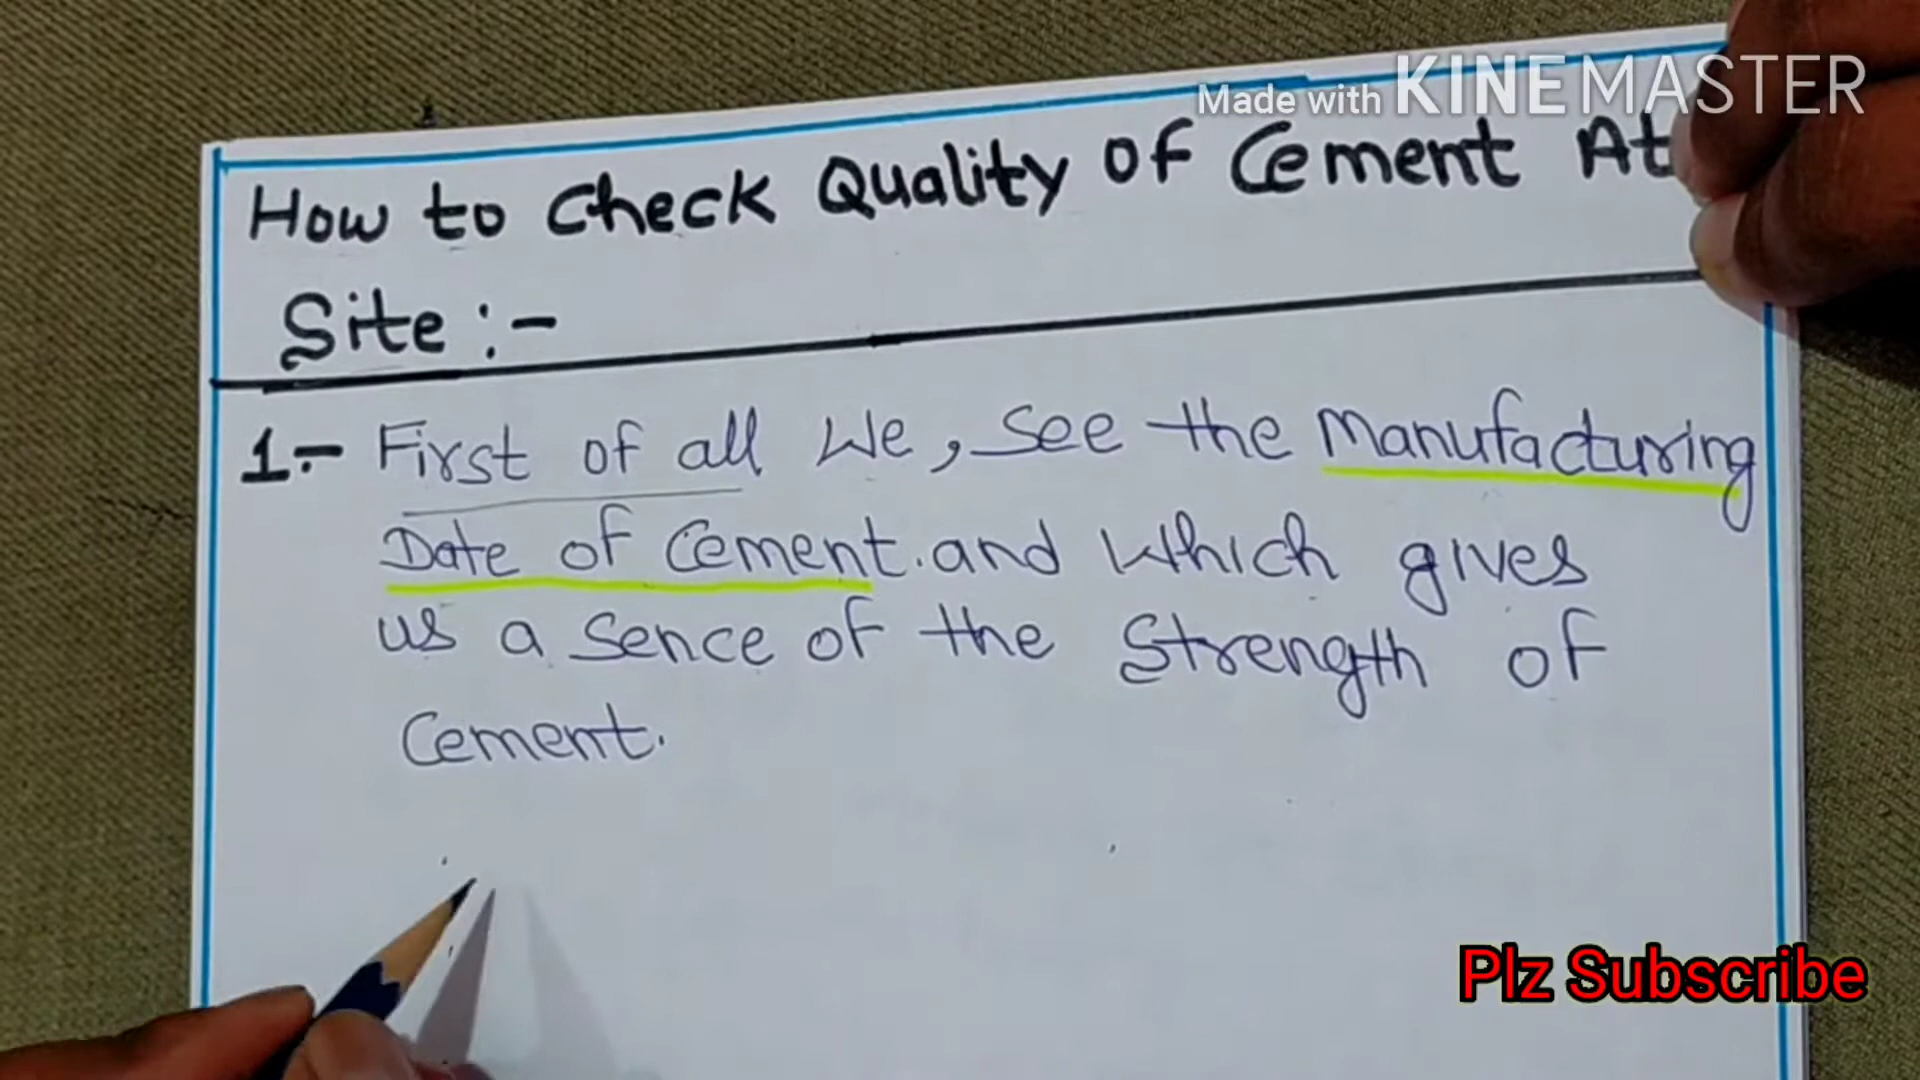 Made with KINEMASTER
How to check Quality of Cement At
Site :-
1:- First of all We, see the Manufacturing
Date of Cement. and which gives
us a sence of the strength of
Cement.
Plz Subscribe